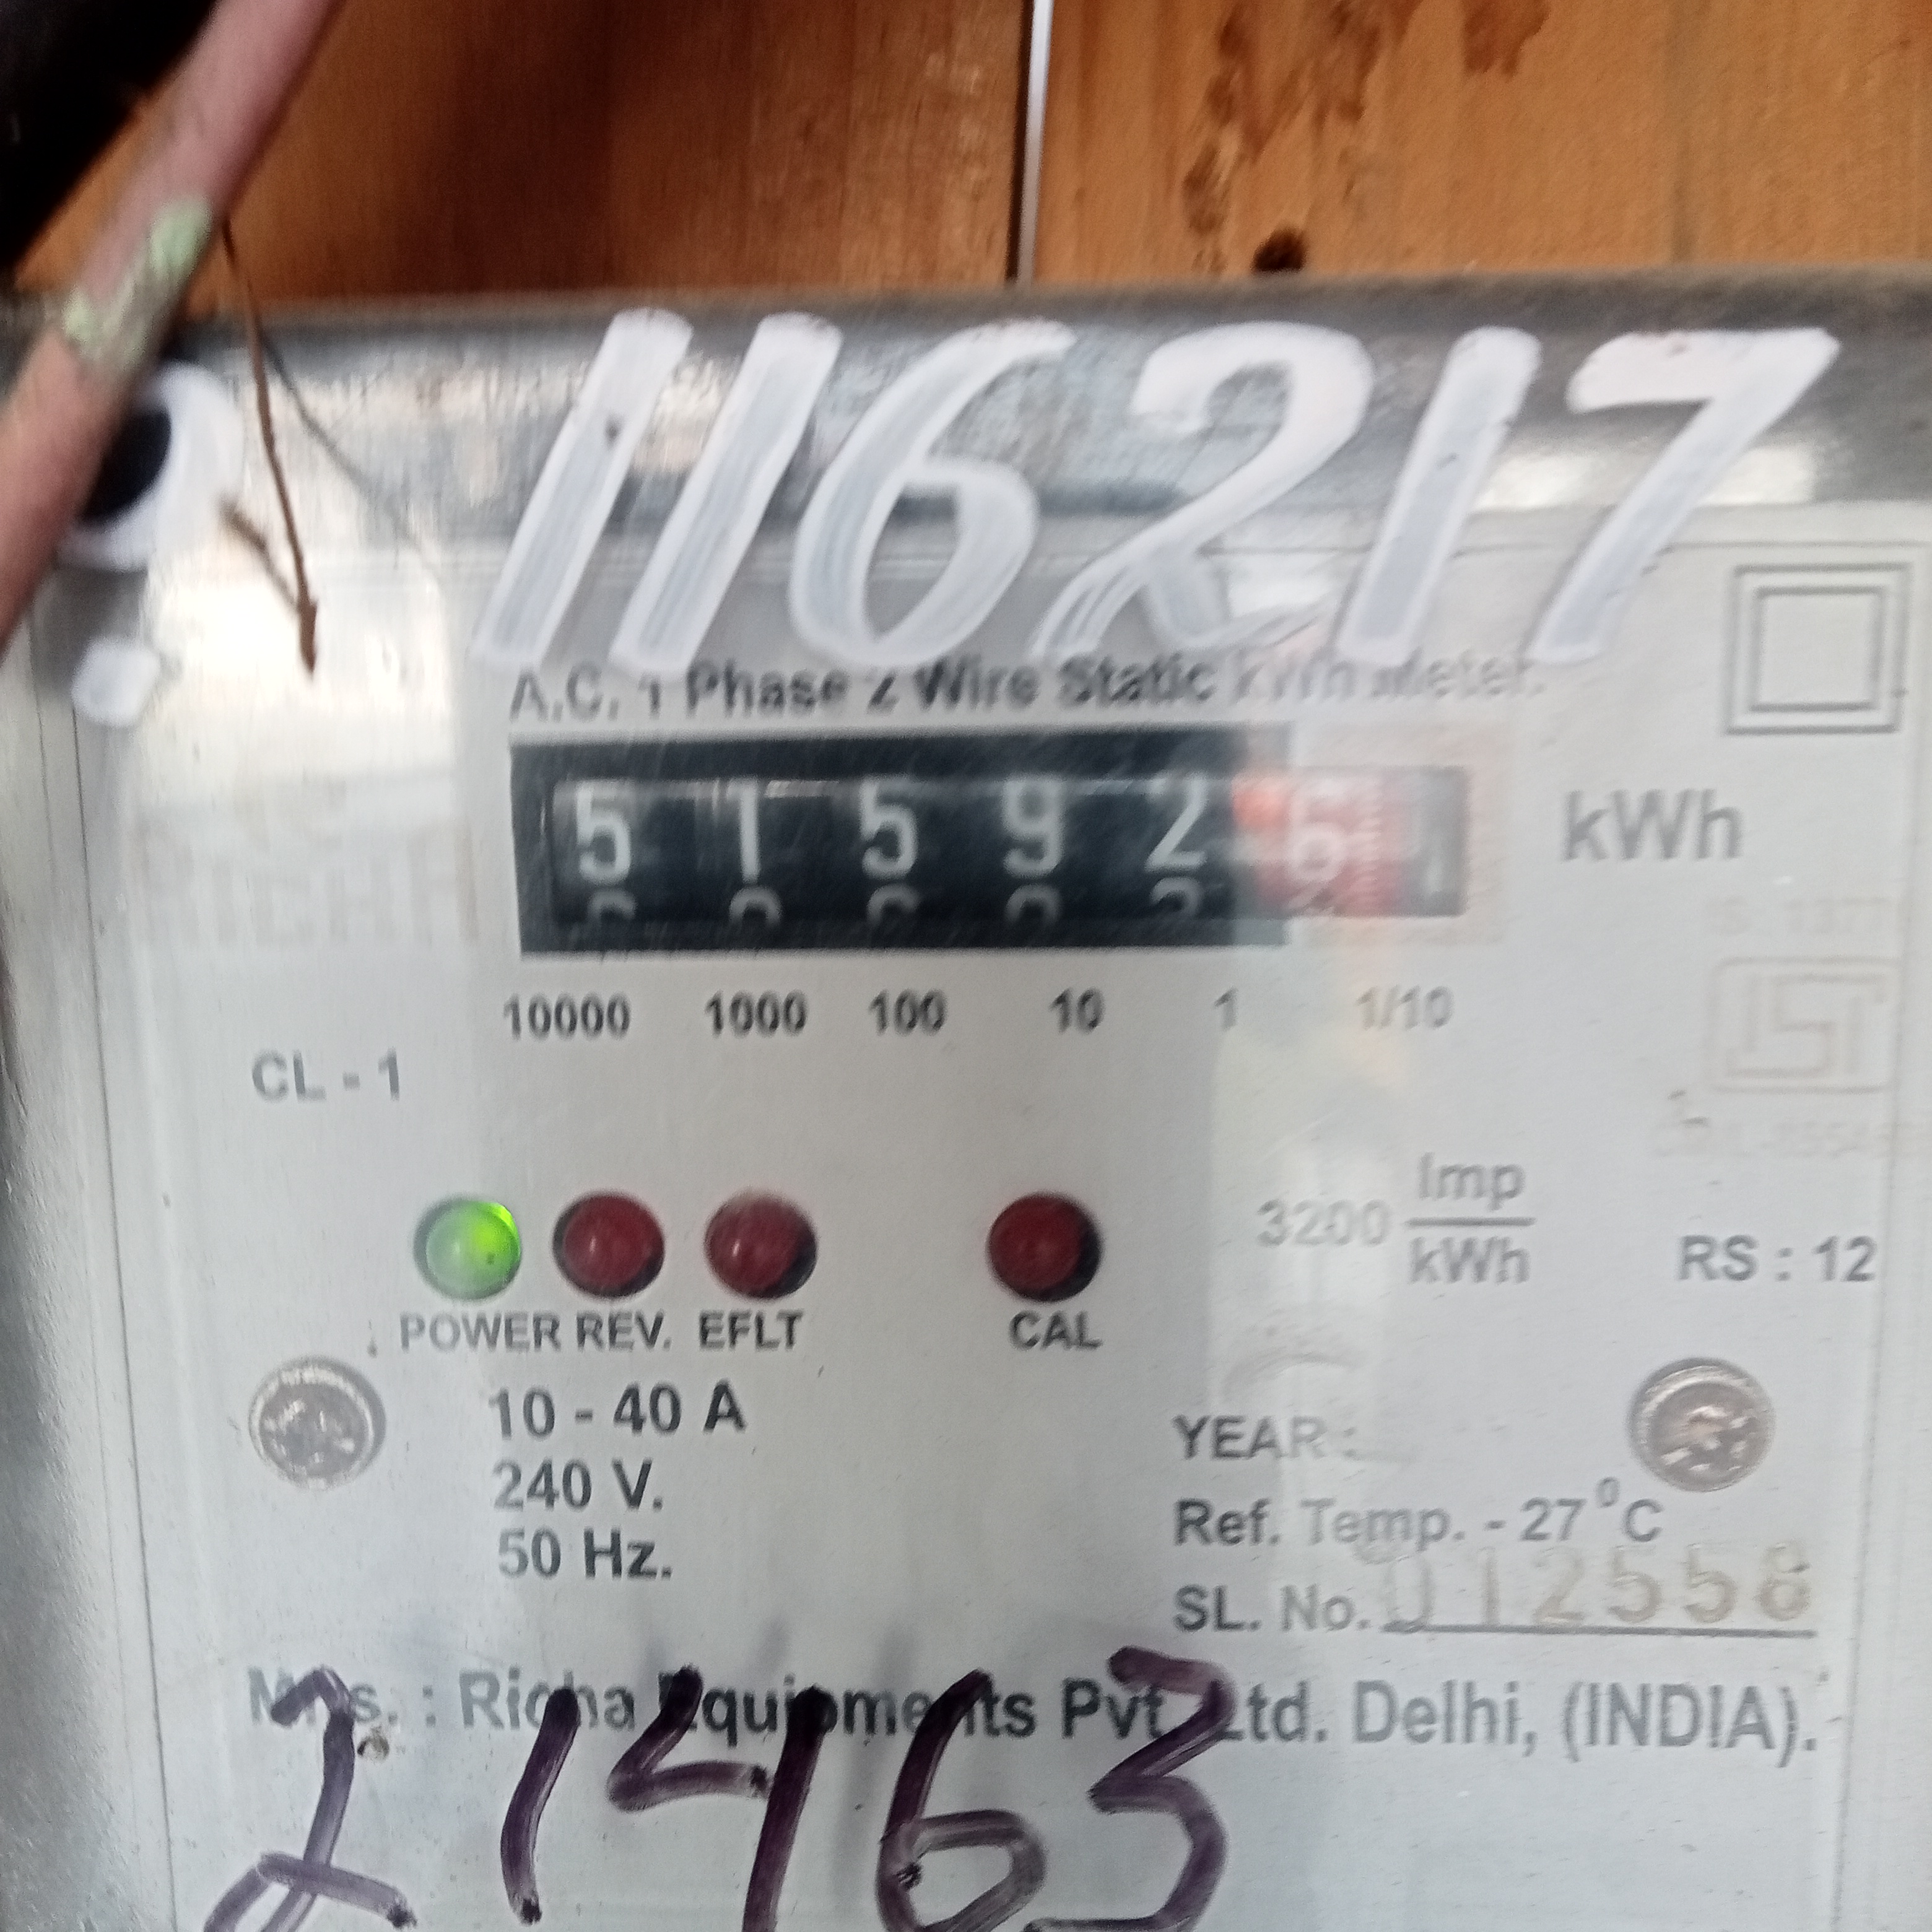 116217
A.C. 1 Phase 2 Wire Static kWh Meter.
5 1 5 9 2 6
kWh
10000 1000 100 10 1 1/10
CL - 1
3200 Imp/kWh
RS : 12
POWER REV. EFLT CAL
10 - 40 A
240 V.
50 Hz.
YEAR :
Ref. Temp. - 27 °C
SL. No. 012558
Mfrs. : Richa Equipments Pvt. Ltd. Delhi, (INDIA).
21463